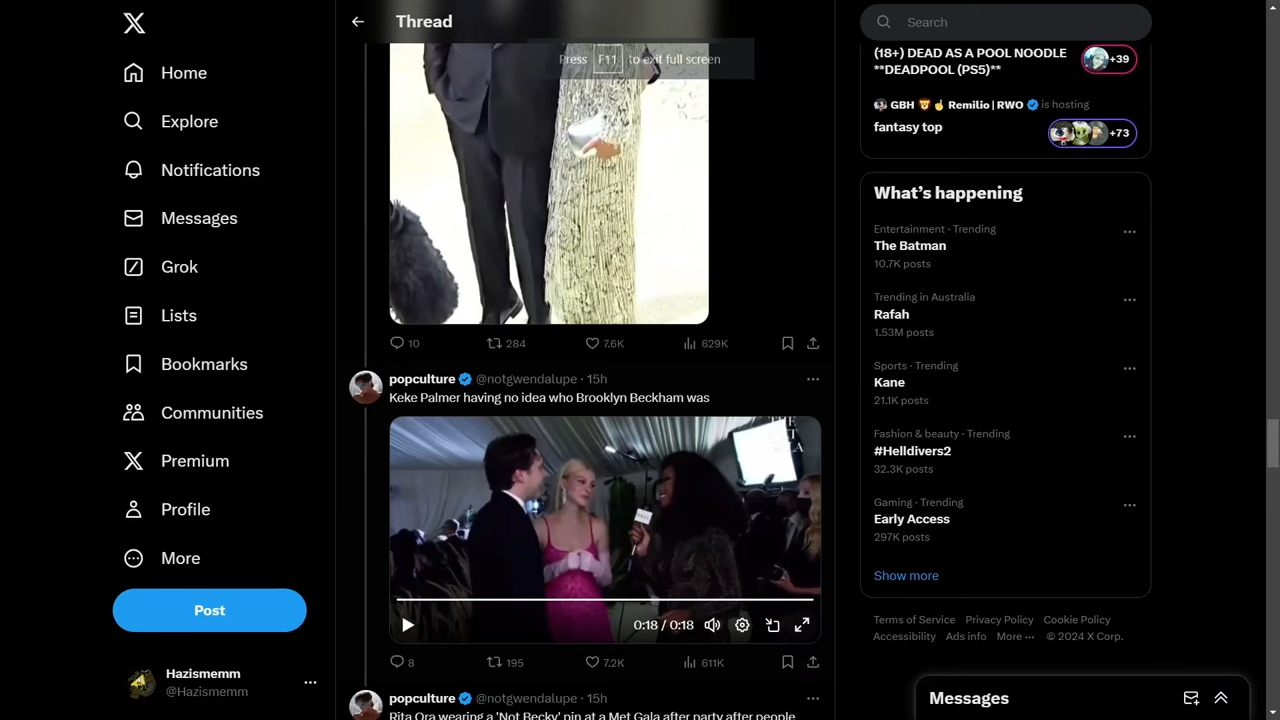 Home
Explore
Notifications
Messages
Grok
Lists
Bookmarks
Communities
Premium
Profile
More
Post
Hazismemm
@Hazismemm
Thread
Press F11 to exit full screen
10 284 7.6K 629K
popculture @notgwendalupe · 15h
Keke Palmer having no idea who Brooklyn Beckham was
0:18 / 0:18
8 195 7.2K 611K
popculture @notgwendalupe · 15h
Rita Ora wearing a 'Not Becky' pin at a Met Gala after party after people
Search
(18+) DEAD AS A POOL NOODLE
**DEADPOOL (PS5)**
+39
GBH 🦁 ☝ Remilio | RWO is hosting
fantasy top
+73
What's happening
Entertainment · Trending
The Batman
10.7K posts
Trending in Australia
Rafah
1.53M posts
Sports · Trending
Kane
21.1K posts
Fashion & beauty · Trending
#Helldivers2
32.3K posts
Gaming · Trending
Early Access
297K posts
Show more
Terms of Service Privacy Policy Cookie Policy
Accessibility Ads info More ··· © 2024 X Corp.
Messages